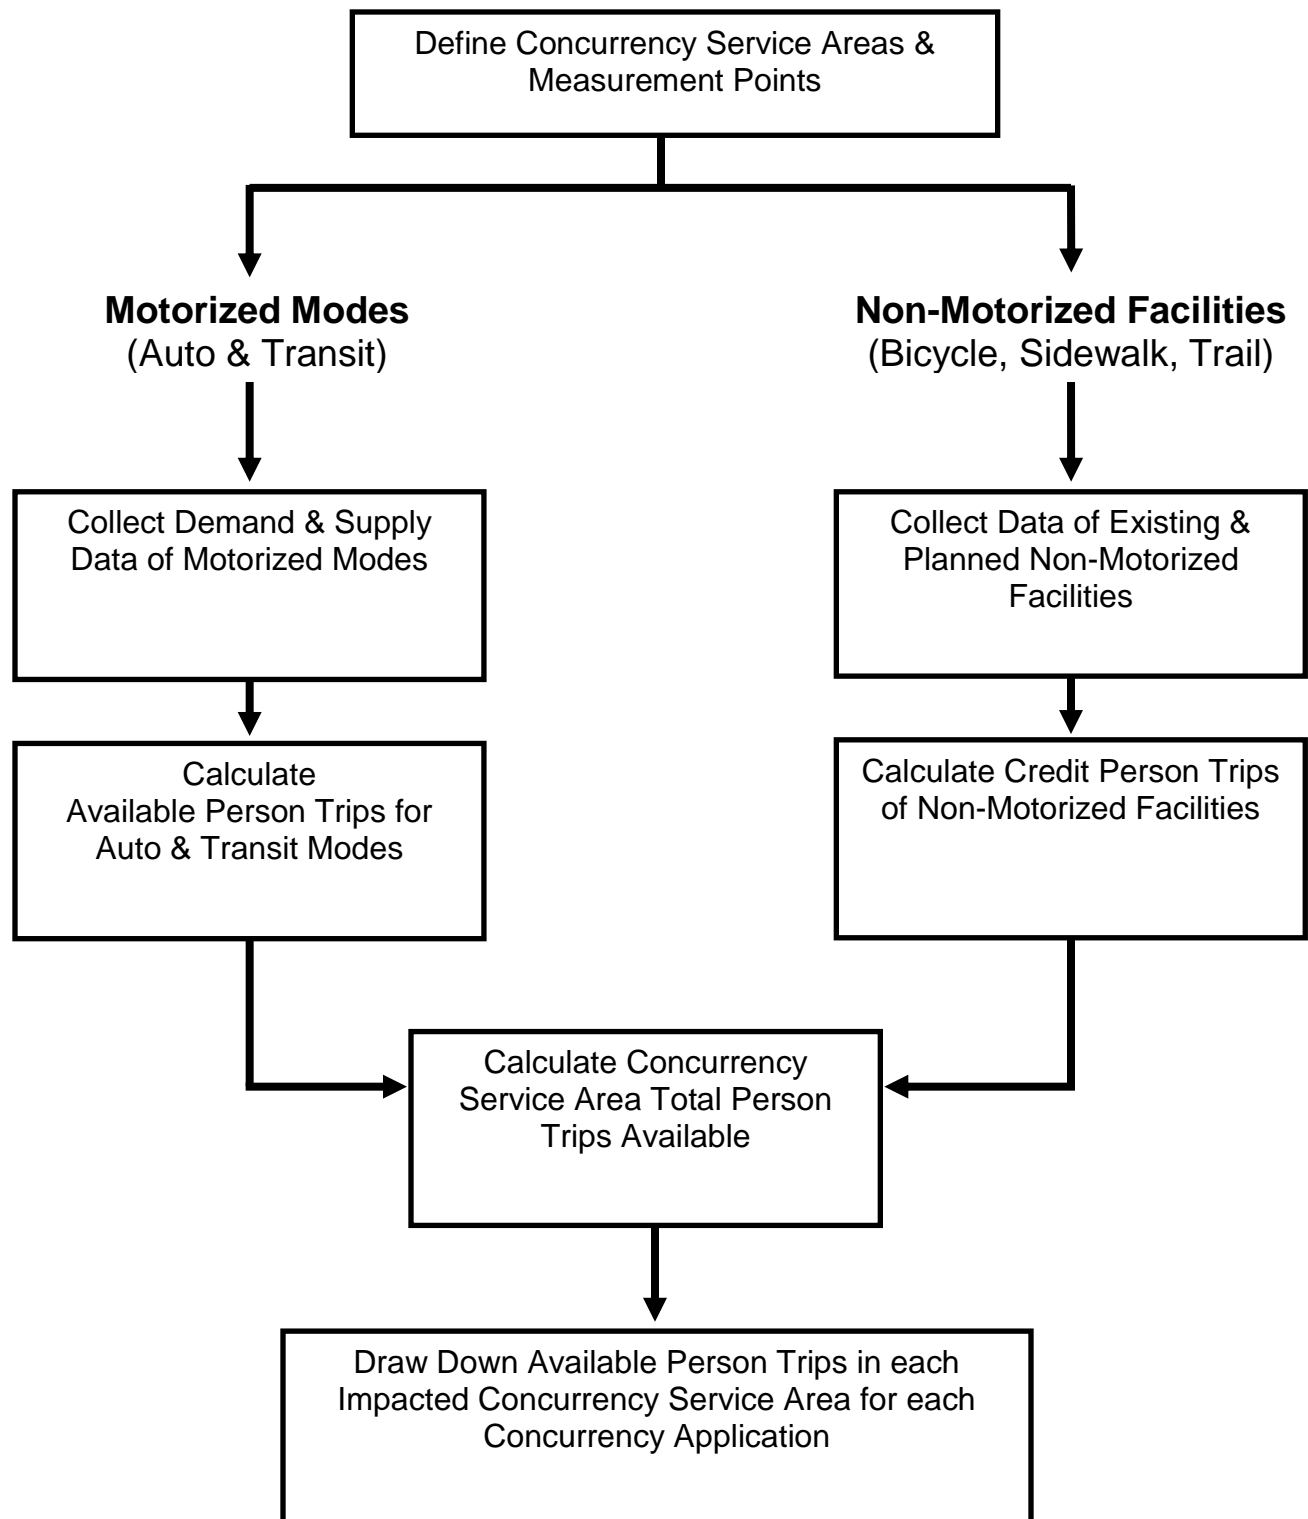 Define Concurrency Service Areas &
Measurement Points
Motorized Modes
(Auto & Transit)
Non-Motorized Facilities
(Bicycle, Sidewalk, Trail)
Collect Demand & Supply
Data of Motorized Modes
Collect Data of Existing &
Planned Non-Motorized
Facilities
Calculate
Available Person Trips for
Auto & Transit Modes
Calculate Credit Person Trips
of Non-Motorized Facilities
Calculate Concurrency
Service Area Total Person
Trips Available
Draw Down Available Person Trips in each
Impacted Concurrency Service Area for each
Concurrency Application